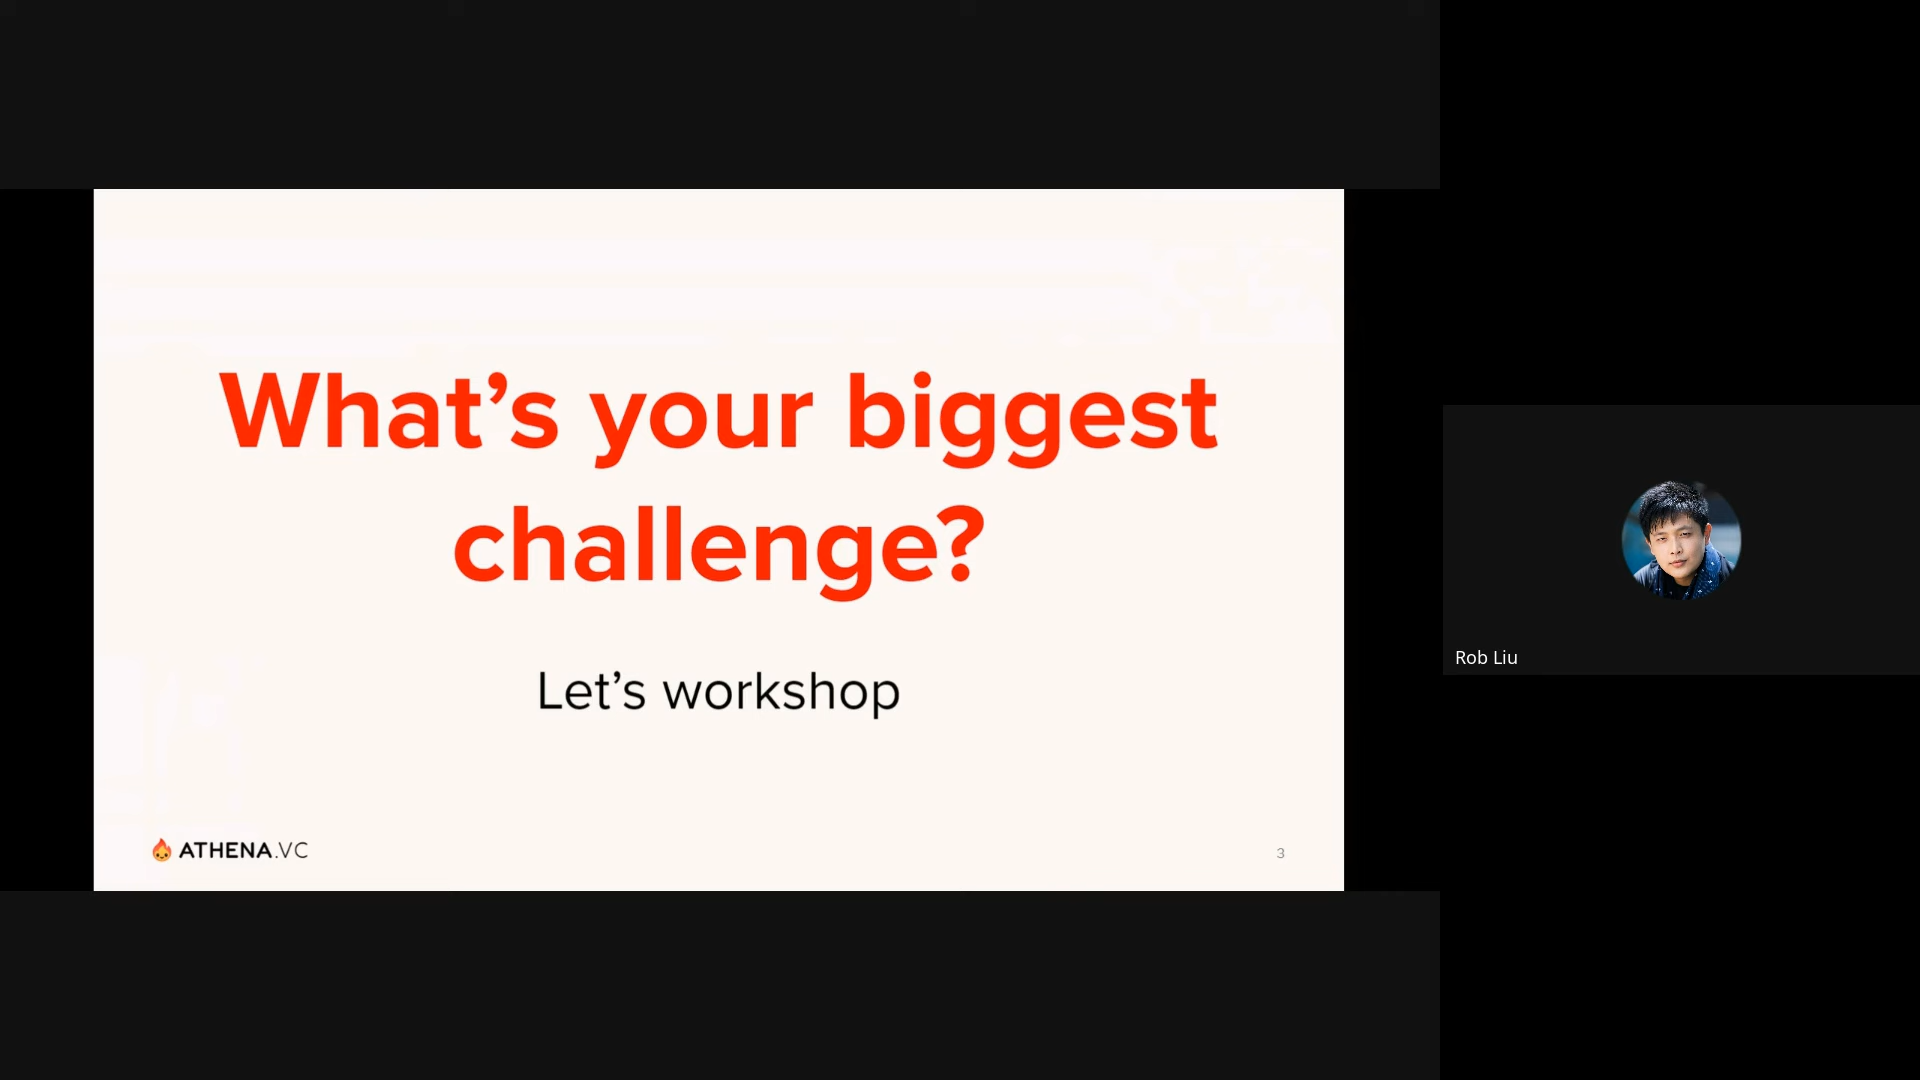 What’s your biggest
challenge?
Let’s workshop
ATHENA.VC
3
Rob Liu